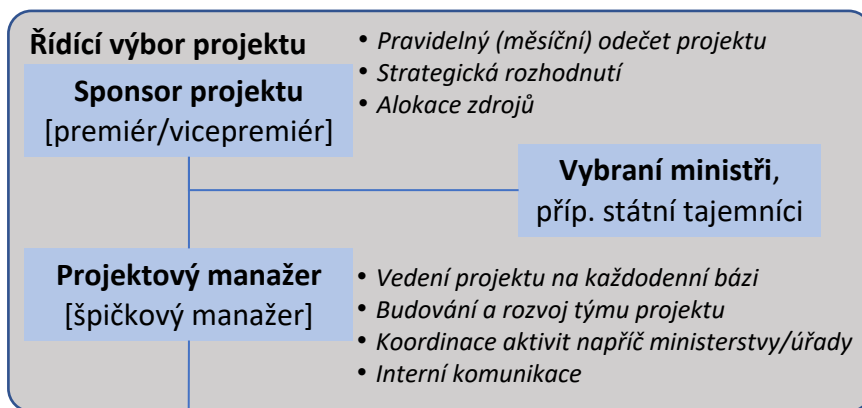 Řídící výbor projektu
Sponsor projektu
[premiér/vicepremiér]
• Pravidelný (měsíční) odečet projektu
• Strategická rozhodnutí
• Alokace zdrojů
Vybraní ministři,
příp. státní tajemníci
Projektový manažer
[špičkový manažer]
• Vedení projektu na každodenní bázi
• Budování a rozvoj týmu projektu
• Koordinace aktivit napříč ministerstvy/úřady
• Interní komunikace